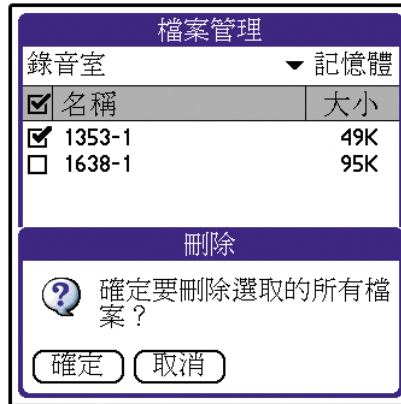 檔案管理
錄音室 記憶體
名稱 大小
1353-1 49K
1638-1 95K
刪除
確定要刪除選取的所有檔
案？
確定 取消